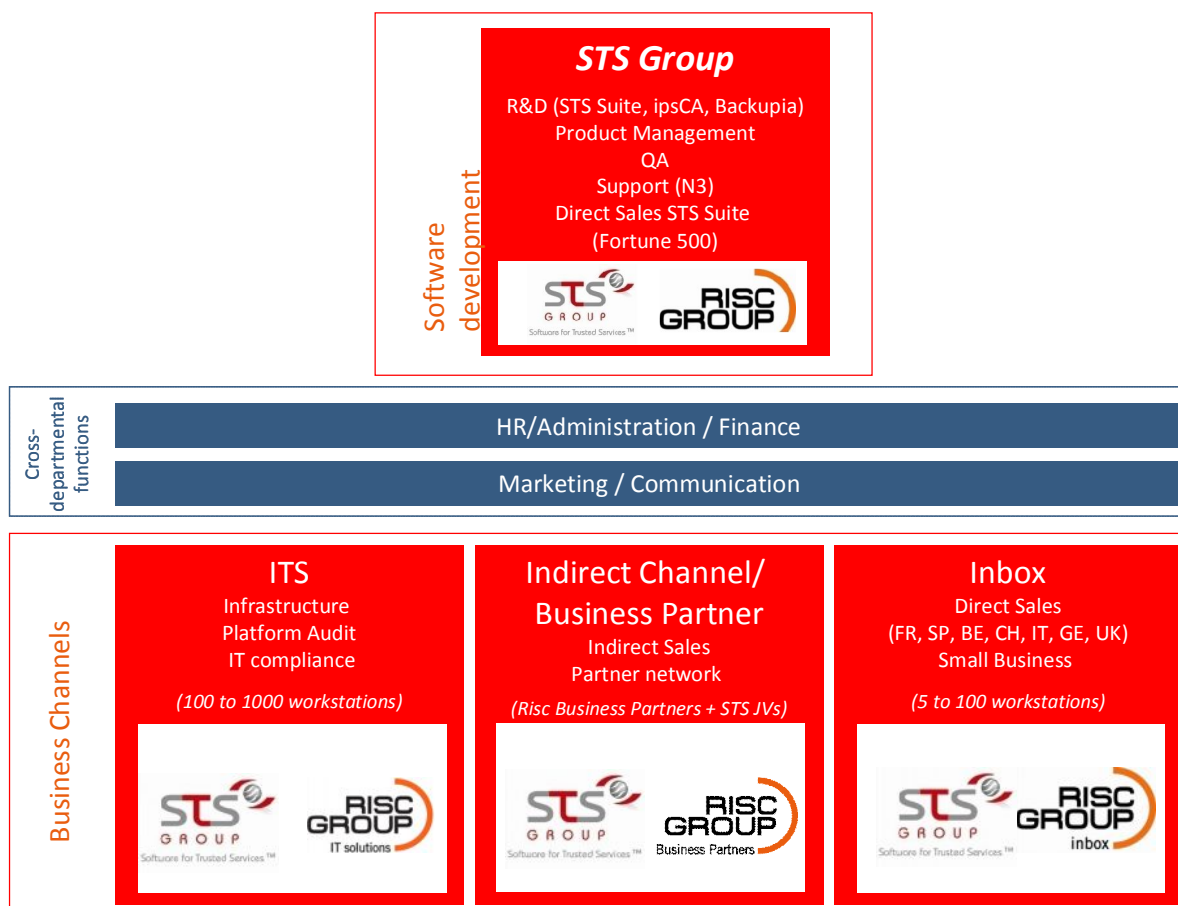 STS Group
R&D (STS Suite, ipsCA, Backupia)
Product Management
QA
Support (N3)
Direct Sales STS Suite
(Fortune 500)
Software
development
STS
GROUP
Software for Trusted Services™
RISC
GROUP
Cross-
departmental
functions
HR/Administration / Finance
Marketing / Communication
Business Channels
ITS
Infrastructure
Platform Audit
IT compliance
(100 to 1000 workstations)
STS
GROUP
Software for Trusted Services™
RISC
GROUP
IT solutions
Indirect Channel/
Business Partner
Indirect Sales
Partner network
(Risc Business Partners + STS JVs)
STS
GROUP
Software for Trusted Services™
RISC
GROUP
Business Partners
Inbox
Direct Sales
(FR, SP, BE, CH, IT, GE, UK)
Small Business
(5 to 100 workstations)
STS
GROUP
Software for Trusted Services™
RISC
GROUP
inbox